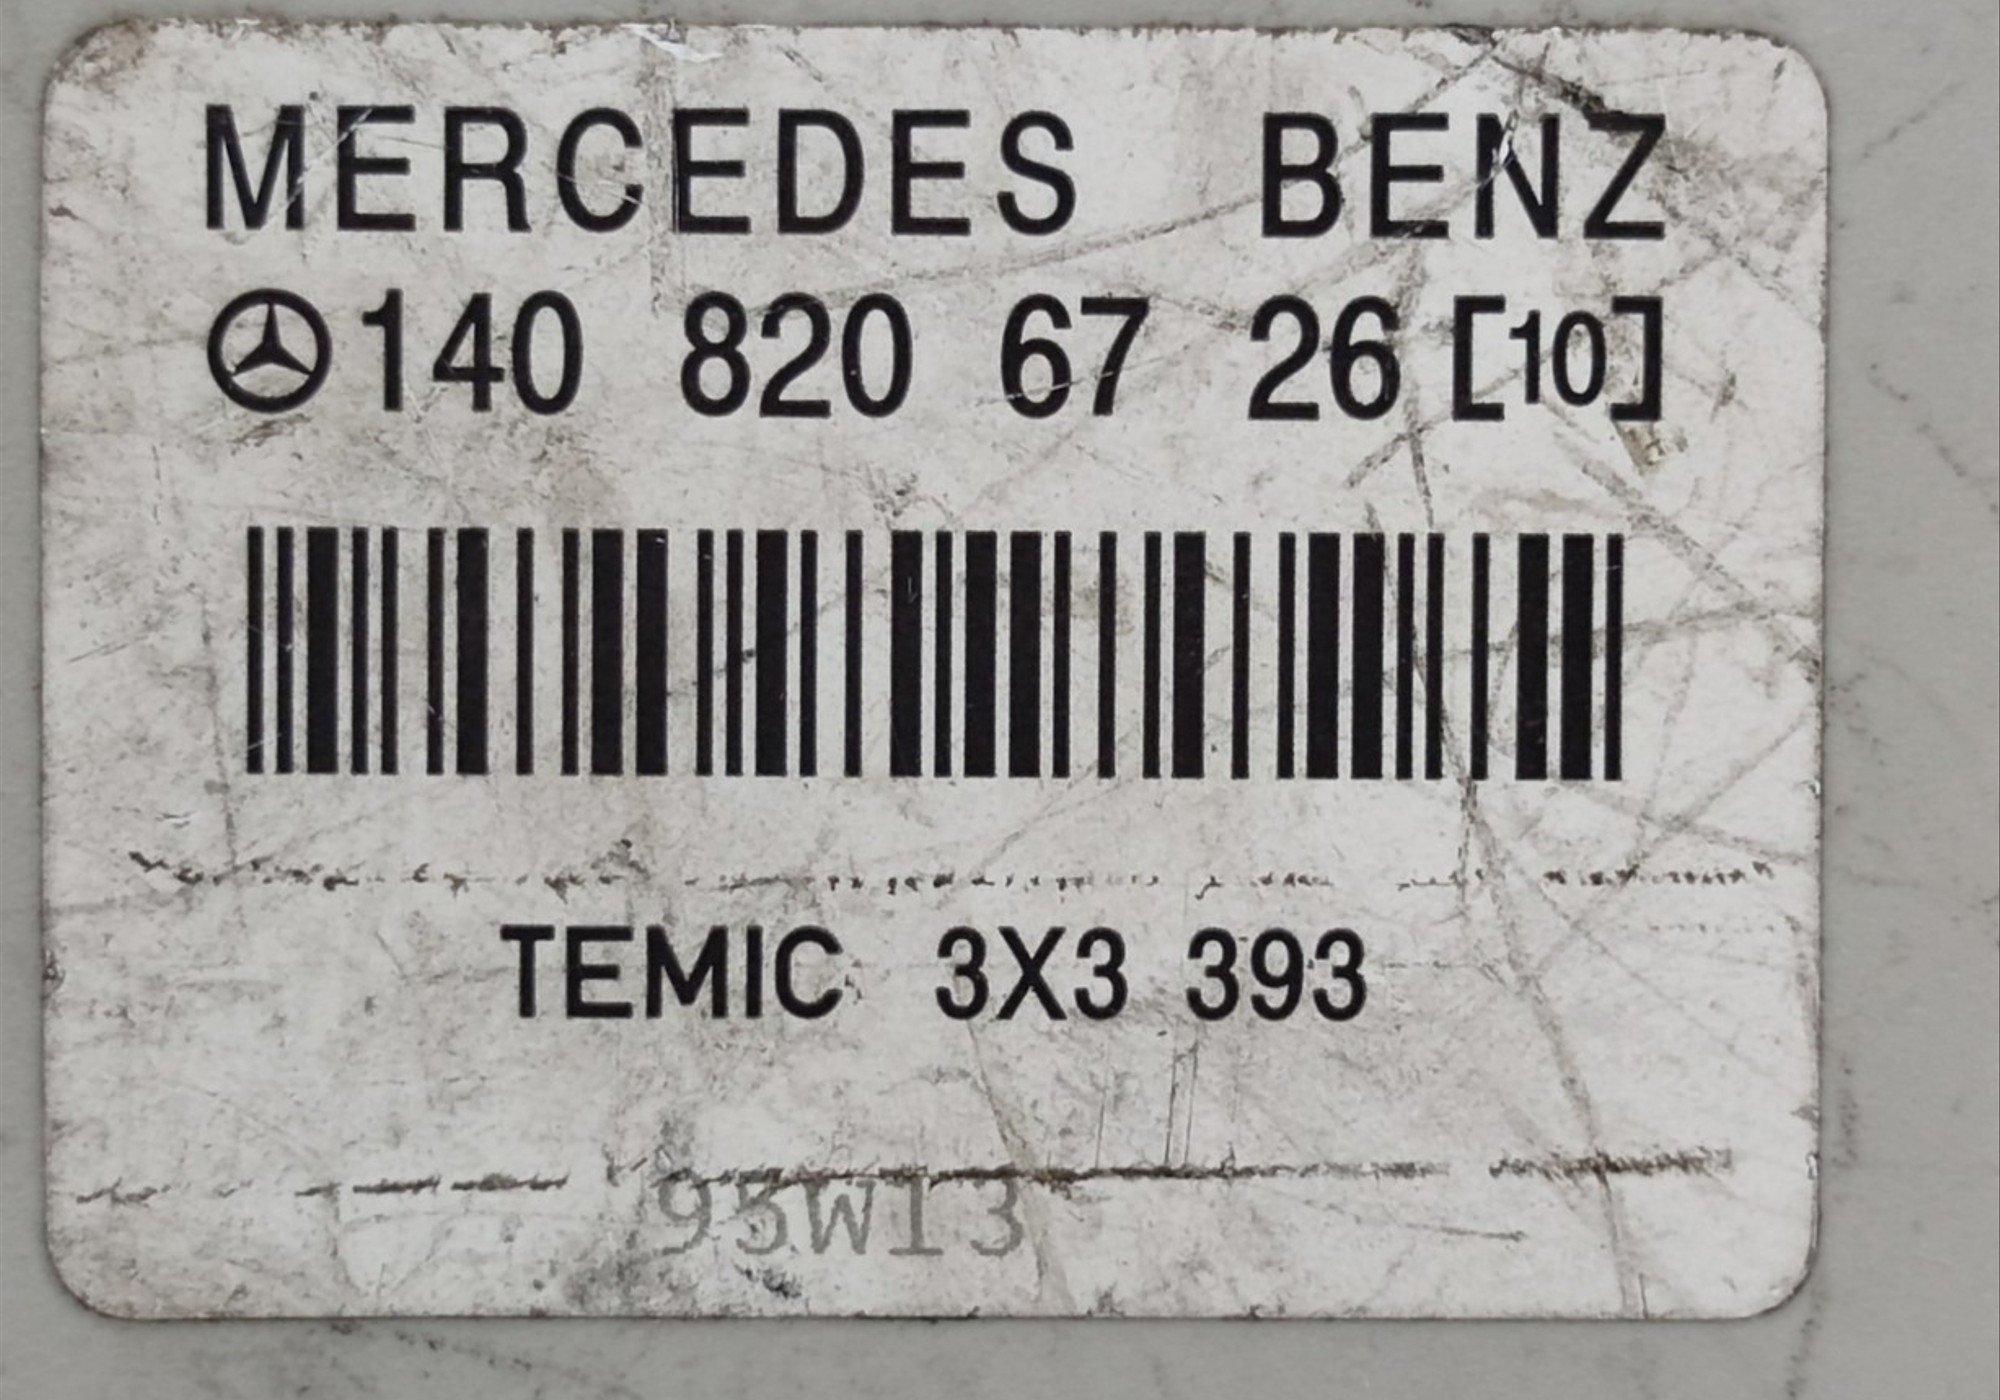 MERCEDES BENZ
140 820 67 26 [10]
TEMIC 3X3 393
95W13